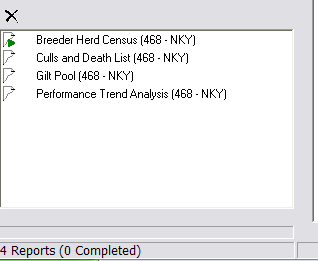 Breeder Herd Census (468 - NKY)
Culls and Death List (468 - NKY)
Gilt Pool (468 - NKY)
Performance Trend Analysis (468 - NKY)
4 Reports (0 Completed)